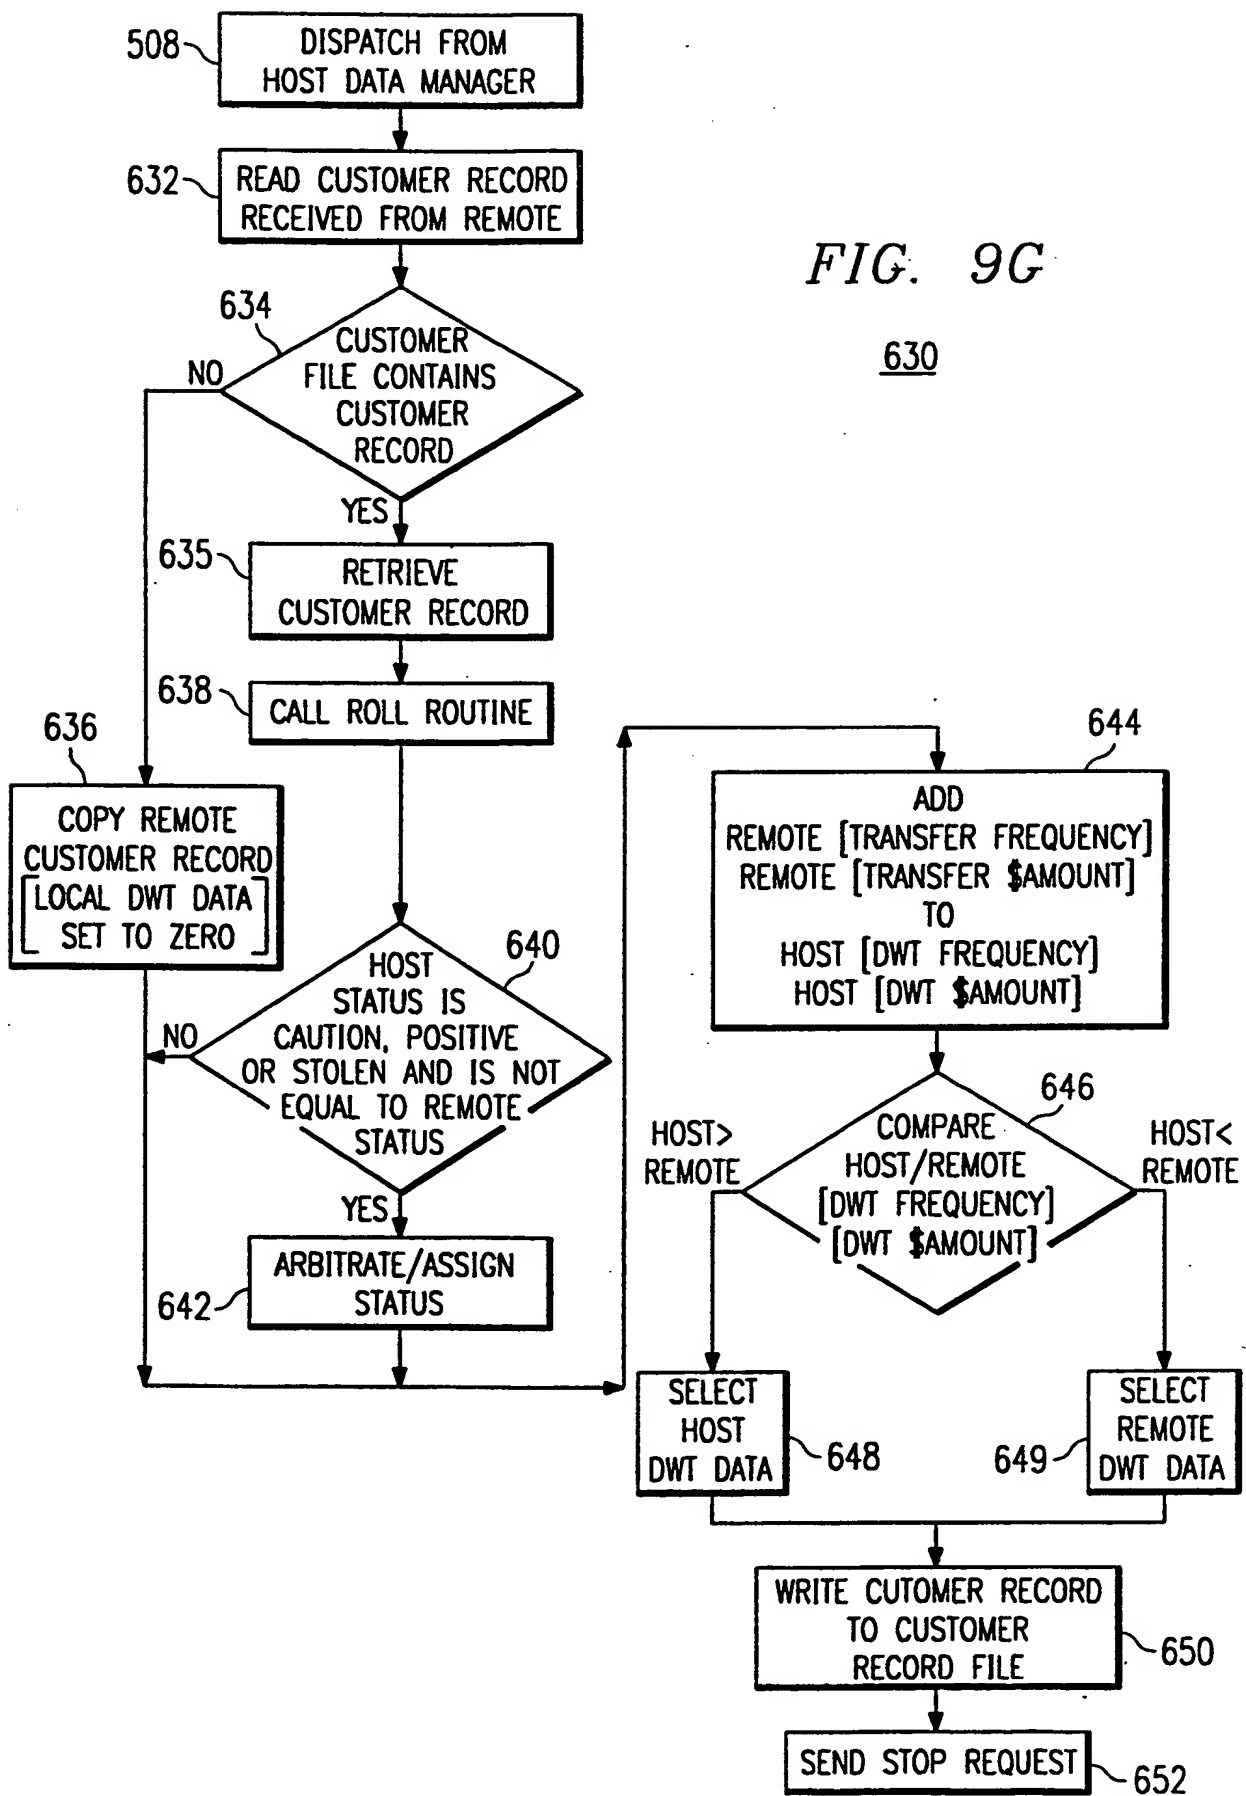 508
DISPATCH FROM
HOST DATA MANAGER
632
READ CUSTOMER RECORD
RECEIVED FROM REMOTE
FIG. 9G
630
634
CUSTOMER
FILE CONTAINS
CUSTOMER
RECORD
NO
YES
635
RETRIEVE
CUSTOMER RECORD
638
CALL ROLL ROUTINE
636
COPY REMOTE
CUSTOMER RECORD
[LOCAL DWT DATA
SET TO ZERO]
640
HOST
STATUS IS
CAUTION, POSITIVE
OR STOLEN AND IS NOT
EQUAL TO REMOTE
STATUS
NO
YES
642
ARBITRATE/ASSIGN
STATUS
644
ADD
REMOTE [TRANSFER FREQUENCY]
REMOTE [TRANSFER $AMOUNT]
TO
HOST [DWT FREQUENCY]
HOST [DWT $AMOUNT]
646
COMPARE
HOST/REMOTE
[DWT FREQUENCY]
[DWT $AMOUNT]
HOST>
REMOTE
HOST<
REMOTE
SELECT
HOST
DWT DATA
648
649
SELECT
REMOTE
DWT DATA
WRITE CUTOMER RECORD
TO CUSTOMER
RECORD FILE
650
SEND STOP REQUEST
652